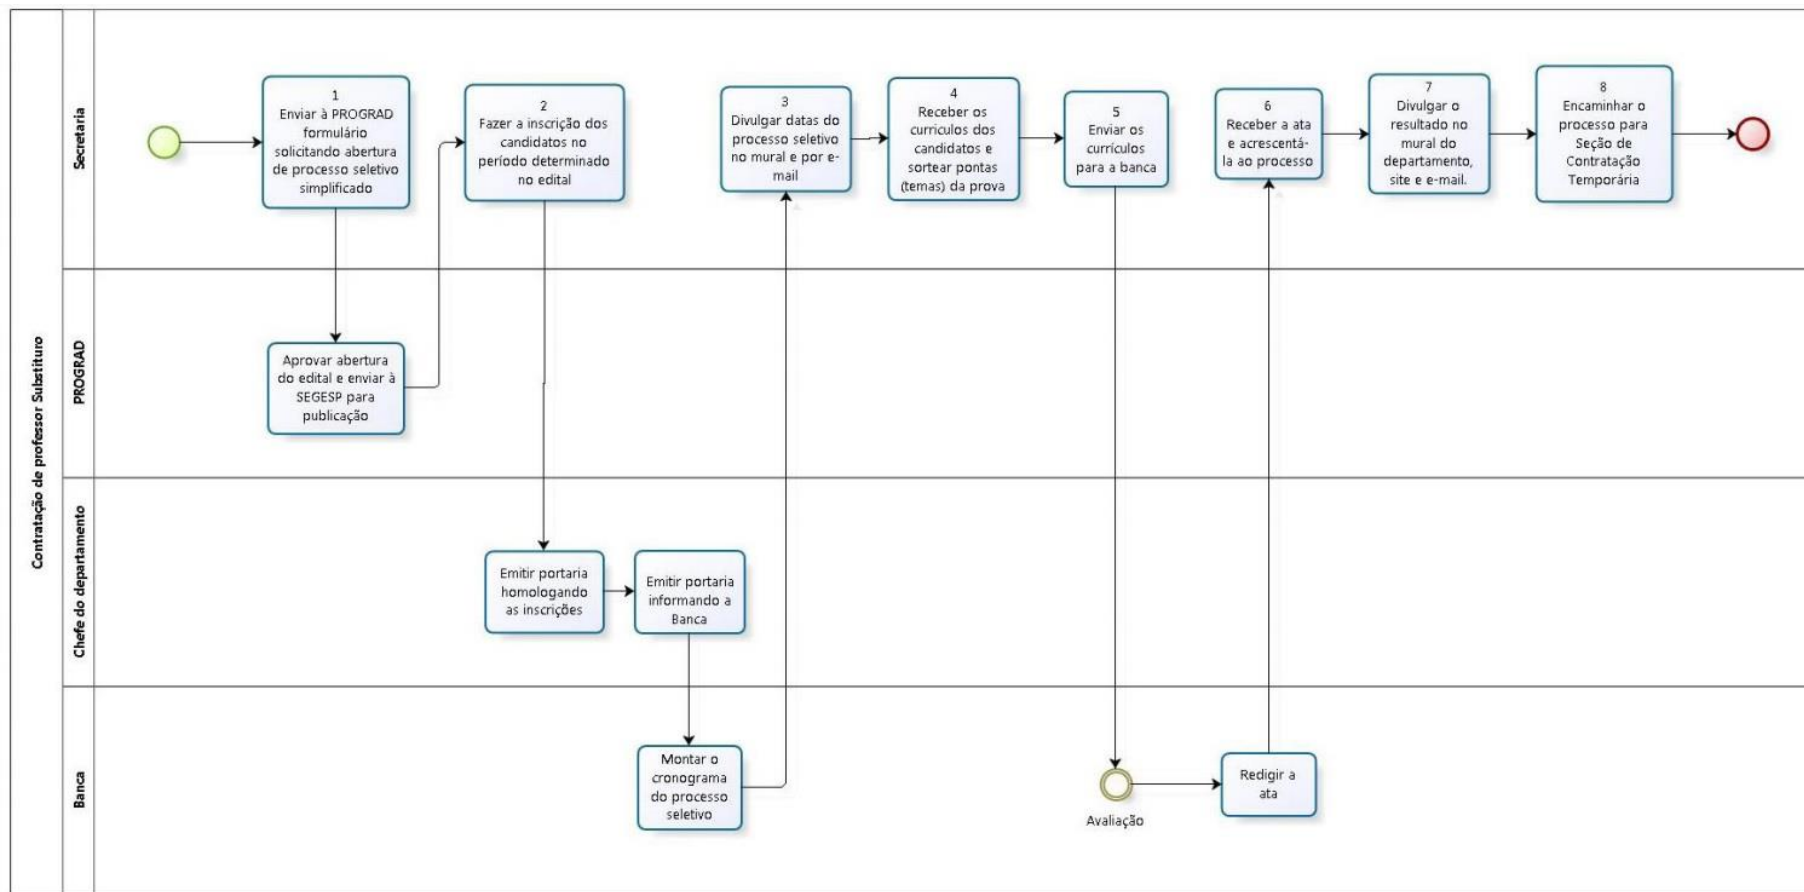 Contratação de professor Substituro
Secretaria
1
Enviar à PROGRAD
formulário
solicitando abertura
de processo seletivo
simplificado
2
Fazer a inscrição dos
candidatos no
período determinado
no edital
3
Divulgar datas do
processo seletivo
no mural e por e-
mail
4
Receber os
curriculos dos
candidatos e
sortear pontas
(temas) da prova
5
Enviar os
currículos
para a banca
6
Receber a ata
e acrescentá-
la ao processo
7
Divulgar o
resultado no
mural do
departamento,
site e e-mail.
8
Encaminhar o
processo para
Seção de
Contratação
Temporária
PROGRAD
Aprovar abertura
do edital e enviar à
SEGESP para
publicação
Chefe do departamento
Emitir portaria
homologando
as inscrições
Emitir portaria
informando a
Banca
Banca
Montar o
cronograma
do processo
seletivo
Avaliação
Redigir a
ata